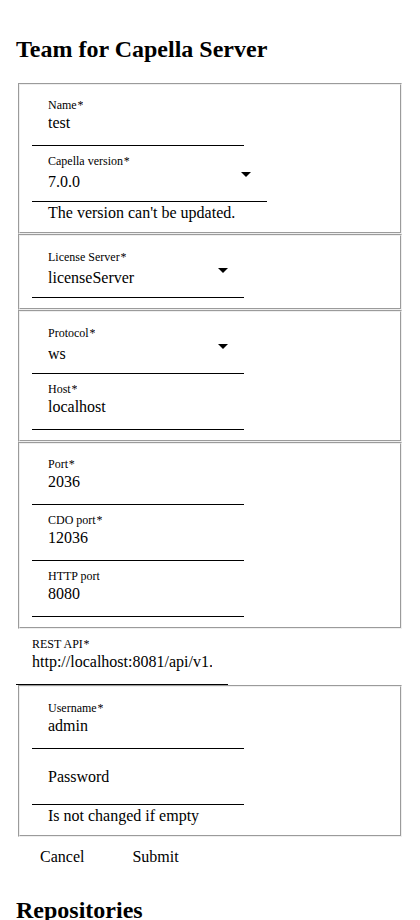 Team for Capella Server
Name*
test
Capella version*
7.0.0
The version can't be updated.
License Server*
licenseServer
Protocol*
ws
Host*
localhost
Port*
2036
CDO port*
12036
HTTP port
8080
REST API*
http://localhost:8081/api/v1.
Username*
admin
Password
Is not changed if empty
Cancel Submit
Repositories